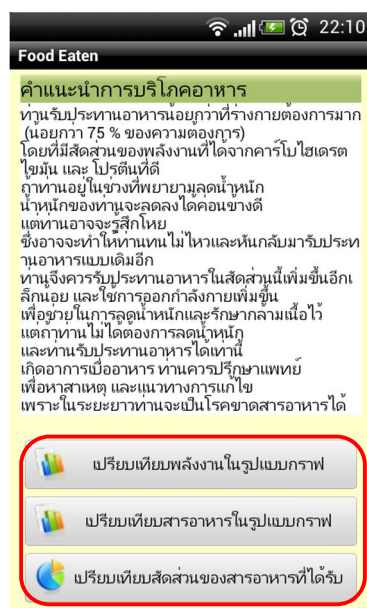 22:10
Food Eaten
คำแนะนำการบริโภคอาหาร
ท่านรับประทานอาหารน้อยกว่าที่ร่างกายต้องการมาก
(น้อยกว่า 75 % ของความต้องการ)
โดยที่มีสัดส่วนของพลังงานที่ได้จากคาร์โบไฮเดรต
ไขมัน และ โปรตีนที่ดี
ถ้าท่านอยู่ในช่วงที่พยายามลดน้ำหนัก
น้ำหนักของท่านจะลดลงได้ค่อนข้างดี
แต่ท่านอาจจะรู้สึกโหย
ซึ่งอาจจะทำให้ท่านทนไม่ไหวและหันกลับมารับประท
านอาหารแบบเดิมอีก
ท่านจึงควรรับประทานอาหารในสัดส่วนนี้เพิ่มขึ้นอีกเ
ล็กน้อย และใช้การออกกำลังกายเพิ่มขึ้น
เพื่อช่วยในการลดน้ำหนักและรักษากล้ามเนื้อไว้
แต่ถ้าท่านไม่ได้ต้องการลดน้ำหนัก
และท่านรับประทานอาหารได้เท่านี้
เกิดอาการเบื่ออาหาร ท่านควรปรึกษาแพทย์
เพื่อหาสาเหตุ และแนวทางการแก้ไข
เพราะในระยะยาวท่านจะเป็นโรคขาดสารอาหารได้
เปรียบเทียบพลังงานในรูปแบบกราฟ
เปรียบเทียบสารอาหารในรูปแบบกราฟ
เปรียบเทียบสัดส่วนของสารอาหารที่ได้รับ